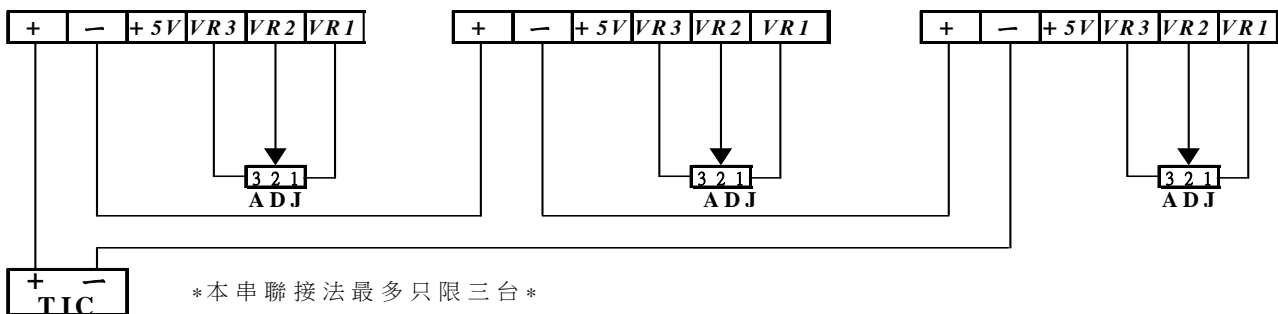 + — +5V VR3 VR2 VR1 + — +5V VR3 VR2 VR1 + — +5V VR3 VR2 VR1
3 2 1 3 2 1 3 2 1
ADJ ADJ ADJ
+ —
TIC
*本串聯接法最多只限三台*